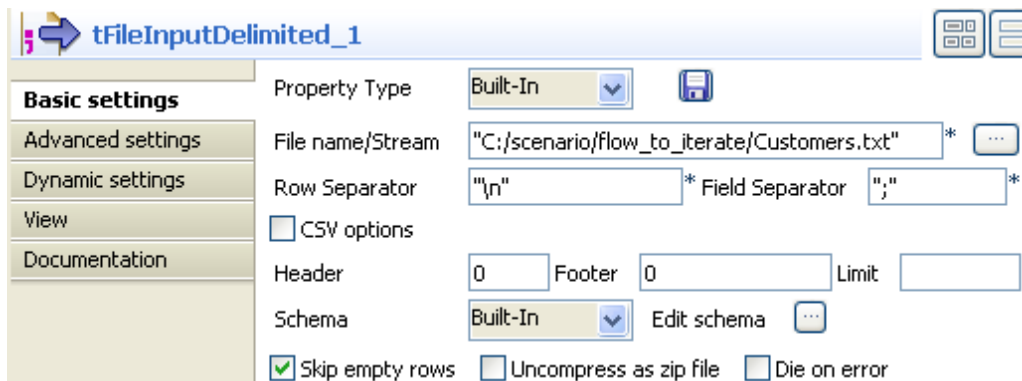 tFileInputDelimited_1
Basic settings
Advanced settings
Dynamic settings
View
Documentation
Property Type Built-In
File name/Stream "C:/scenario/flow_to_iterate/Customers.txt" * ...
Row Separator "\n" * Field Separator ";" *
CSV options
Header 0 Footer 0 Limit
Schema Built-In Edit schema ...
Skip empty rows Uncompress as zip file Die on error